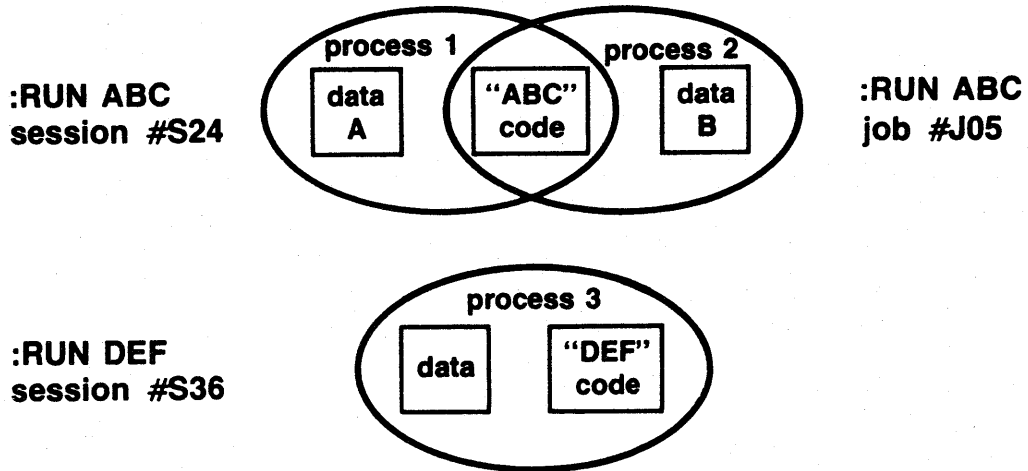 process 1
process 2
:RUN ABC
session #S24
data
A
“ABC”
code
data
B
:RUN ABC
job #J05
process 3
:RUN DEF
session #S36
data
“DEF”
code